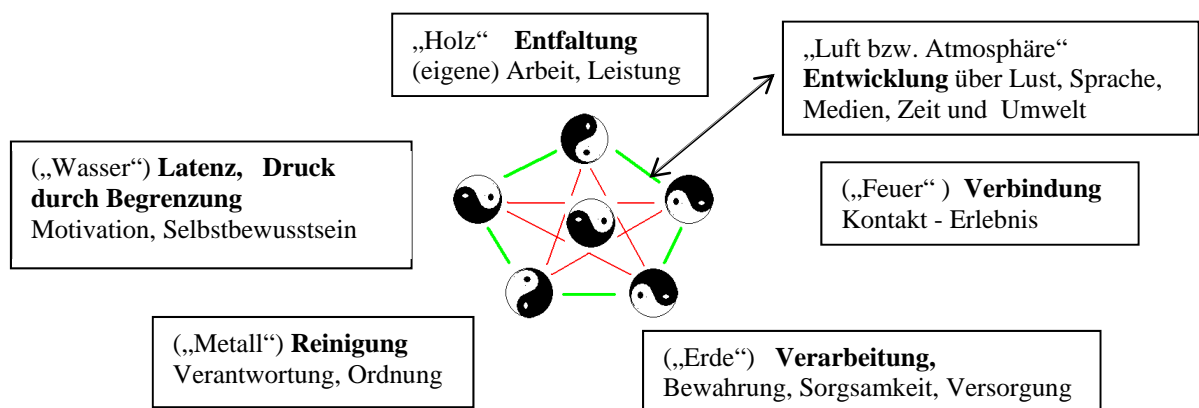 „Holz“ Entfaltung
(eigene) Arbeit, Leistung
„Luft bzw. Atmosphäre“
Entwicklung über Lust, Sprache,
Medien, Zeit und Umwelt
(„Wasser“) Latenz, Druck
durch Begrenzung
Motivation, Selbstbewusstsein
(„Feuer“ ) Verbindung
Kontakt - Erlebnis
(„Metall“) Reinigung
Verantwortung, Ordnung
(„Erde“) Verarbeitung,
Bewahrung, Sorgsamkeit, Versorgung